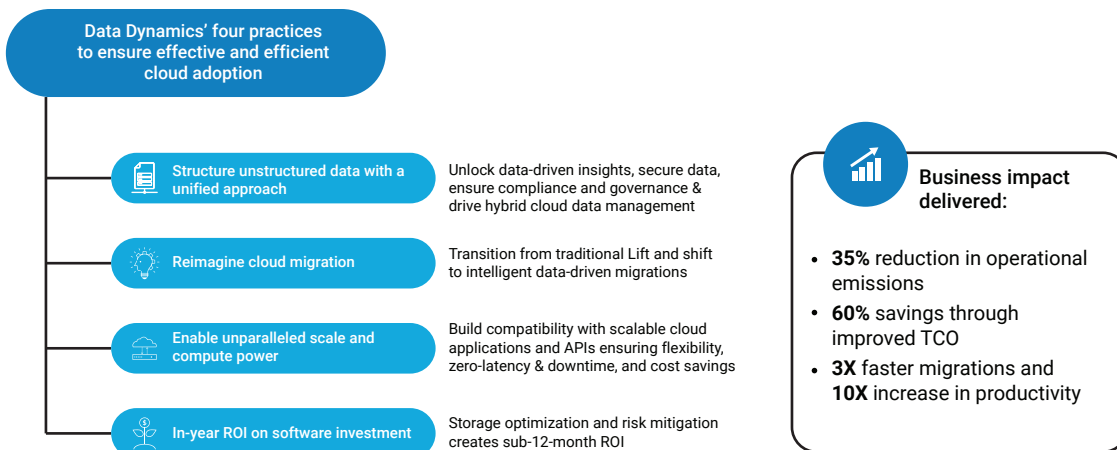 Data Dynamics’ four practices
to ensure effective and efficient
cloud adoption
Structure unstructured data with a
unified approach
Unlock data-driven insights, secure data,
ensure compliance and governance &
drive hybrid cloud data management
Reimagine cloud migration
Transition from traditional Lift and shift
to intelligent data-driven migrations
Enable unparalleled scale and
compute power
Build compatibility with scalable cloud
applications and APIs ensuring flexibility,
zero-latency & downtime, and cost savings
$
In-year ROI on software investment
Storage optimization and risk mitigation
creates sub-12-month ROI
Business impact
delivered:
• 35% reduction in operational
emissions
• 60% savings through
improved TCO
• 3X faster migrations and
10X increase in productivity